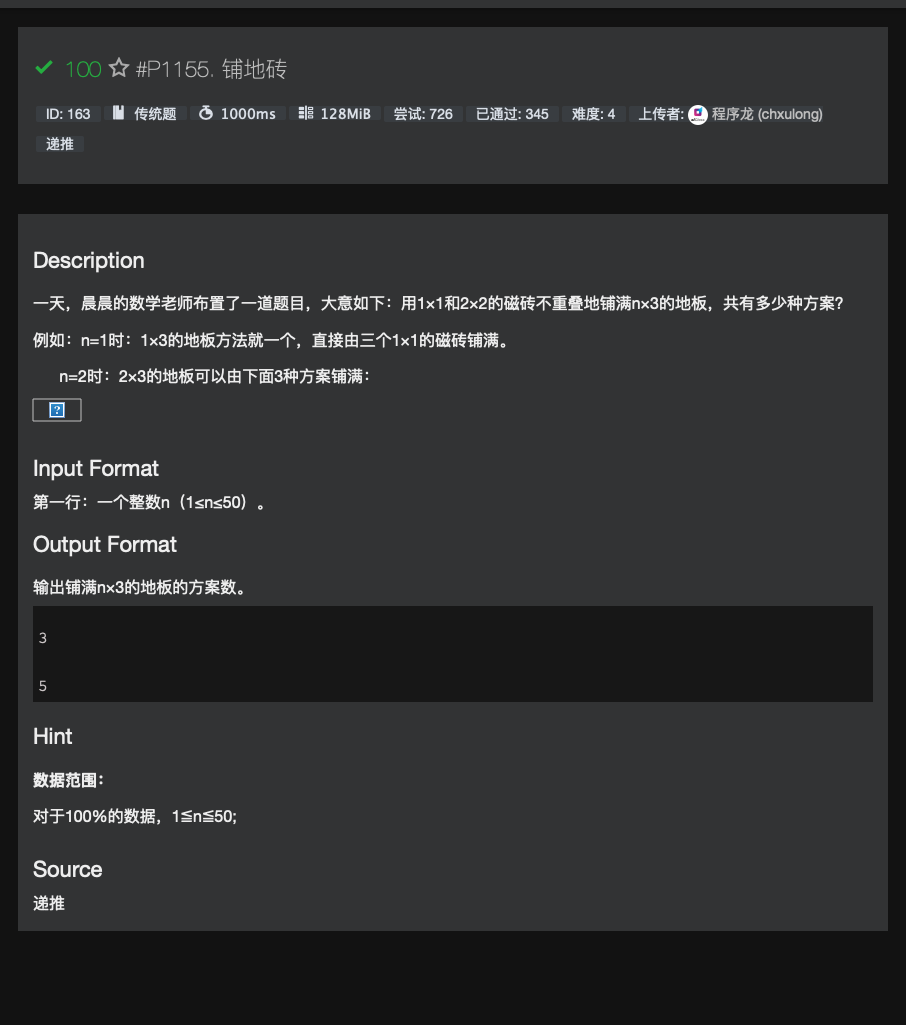 100 #P1155. 铺地砖
ID: 163 传统题 1000ms 128MiB 尝试: 726 已通过: 345 难度: 4 上传者: 程序龙 (chxulong)
递推
Description
一天，晨晨的数学老师布置了一道题目，大意如下：用1×1和2×2的磁砖不重叠地铺满n×3的地板，共有多少种方案？
例如：n=1时：1×3的地板方法就一个，直接由三个1×1的磁砖铺满。
n=2时：2×3的地板可以由下面3种方案铺满：
?
Input Format
第一行：一个整数n（1≤n≤50）。
Output Format
输出铺满n×3的地板的方案数。
3
5
Hint
数据范围：
对于100%的数据，1≦n≦50;
Source
递推